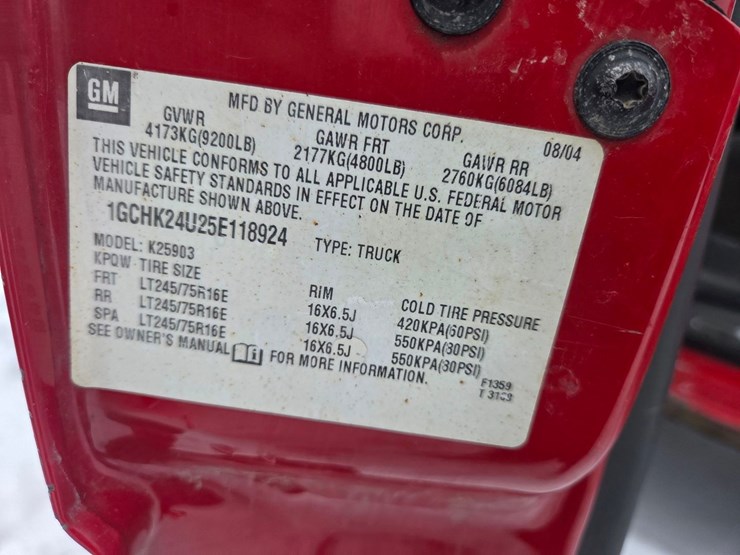 GM
MFD BY GENERAL MOTORS CORP. 08/04
GVWR GAWR FRT GAWR RR
4173KG(9200LB) 2177KG(4800LB) 2760KG(6084LB)
THIS VEHICLE CONFORMS TO ALL APPLICABLE U.S. FEDERAL MOTOR
VEHICLE SAFETY STANDARDS IN EFFECT ON THE DATE OF
MANUFACTURE SHOWN ABOVE.
1GCHK24U25E118924 TYPE: TRUCK
MODEL: K25903
KPQW TIRE SIZE RIM COLD TIRE PRESSURE
FRT LT245/75R16E 16X6.5J 420KPA(60PSI)
RR LT245/75R16E 16X6.5J 550KPA(80PSI)
SPA LT245/75R16E 16X6.5J 550KPA(80PSI)
SEE OWNER'S MANUAL FOR MORE INFORMATION.
F1359